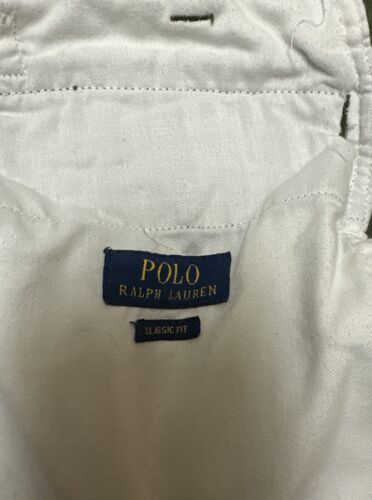 POLO
RALPH LAUREN
CLASSIC FIT